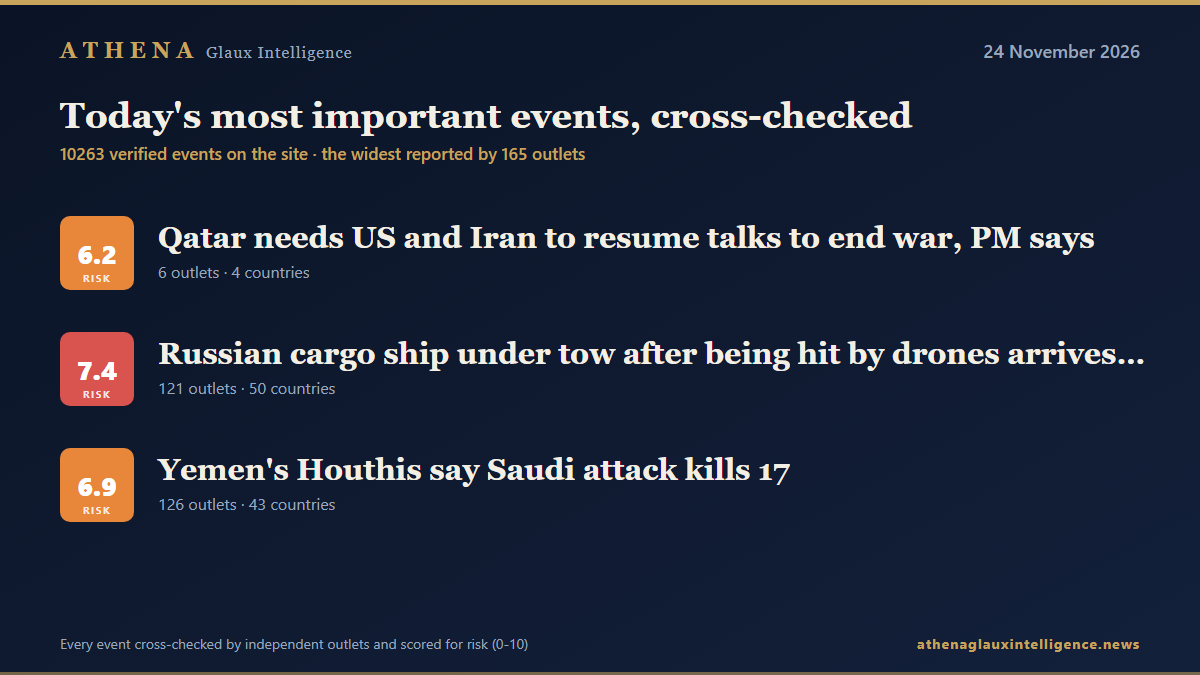 ATHENA Glaux Intelligence
24 November 2026
Today's most important events, cross-checked
10263 verified events on the site · the widest reported by 165 outlets
6.2
RISK
Qatar needs US and Iran to resume talks to end war, PM says
6 outlets · 4 countries
7.4
RISK
Russian cargo ship under tow after being hit by drones arrives...
121 outlets · 50 countries
6.9
RISK
Yemen's Houthis say Saudi attack kills 17
126 outlets · 43 countries
Every event cross-checked by independent outlets and scored for risk (0-10)
athenaglauxintelligence.news